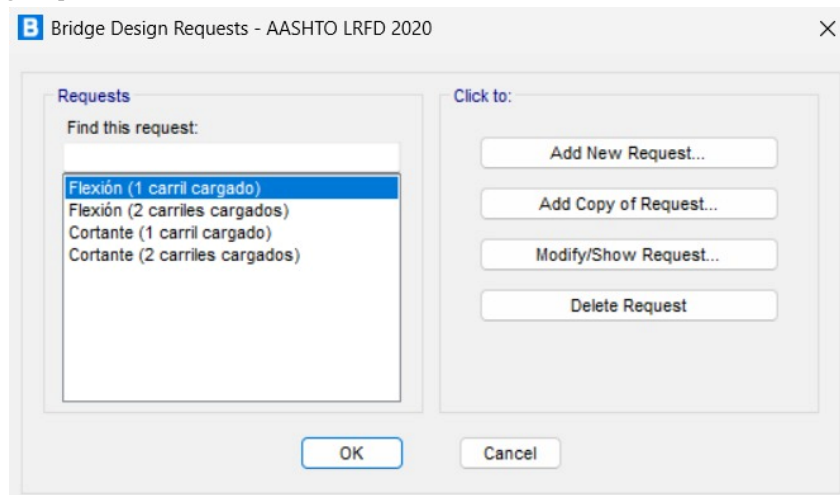 B Bridge Design Requests - AASHTO LRFD 2020
Requests
Find this request:
Flexión (1 carril cargado)
Flexión (2 carriles cargados)
Cortante (1 carril cargado)
Cortante (2 carriles cargados)
Click to:
Add New Request...
Add Copy of Request...
Modify/Show Request...
Delete Request
OK
Cancel